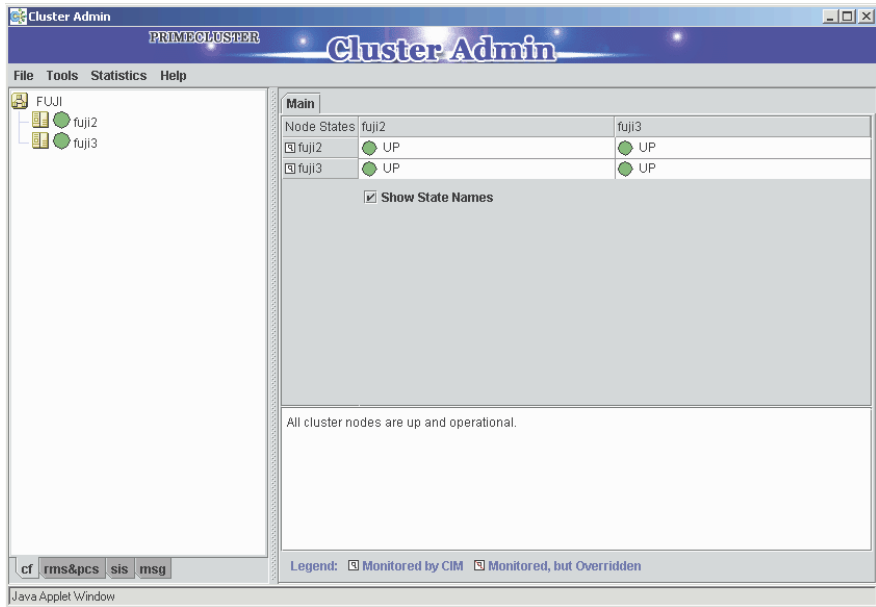 Cluster Admin
PRIMECLUSTER
Cluster Admin
File Tools Statistics Help
FUJI
fuji2
fuji3
Main
Node States fuji2 fuji3
fuji2 UP UP
fuji3 UP UP
Show State Names
All cluster nodes are up and operational.
cf rms&pcs sis msg
Legend: Monitored by CIM Monitored, but Overridden
Java Applet Window